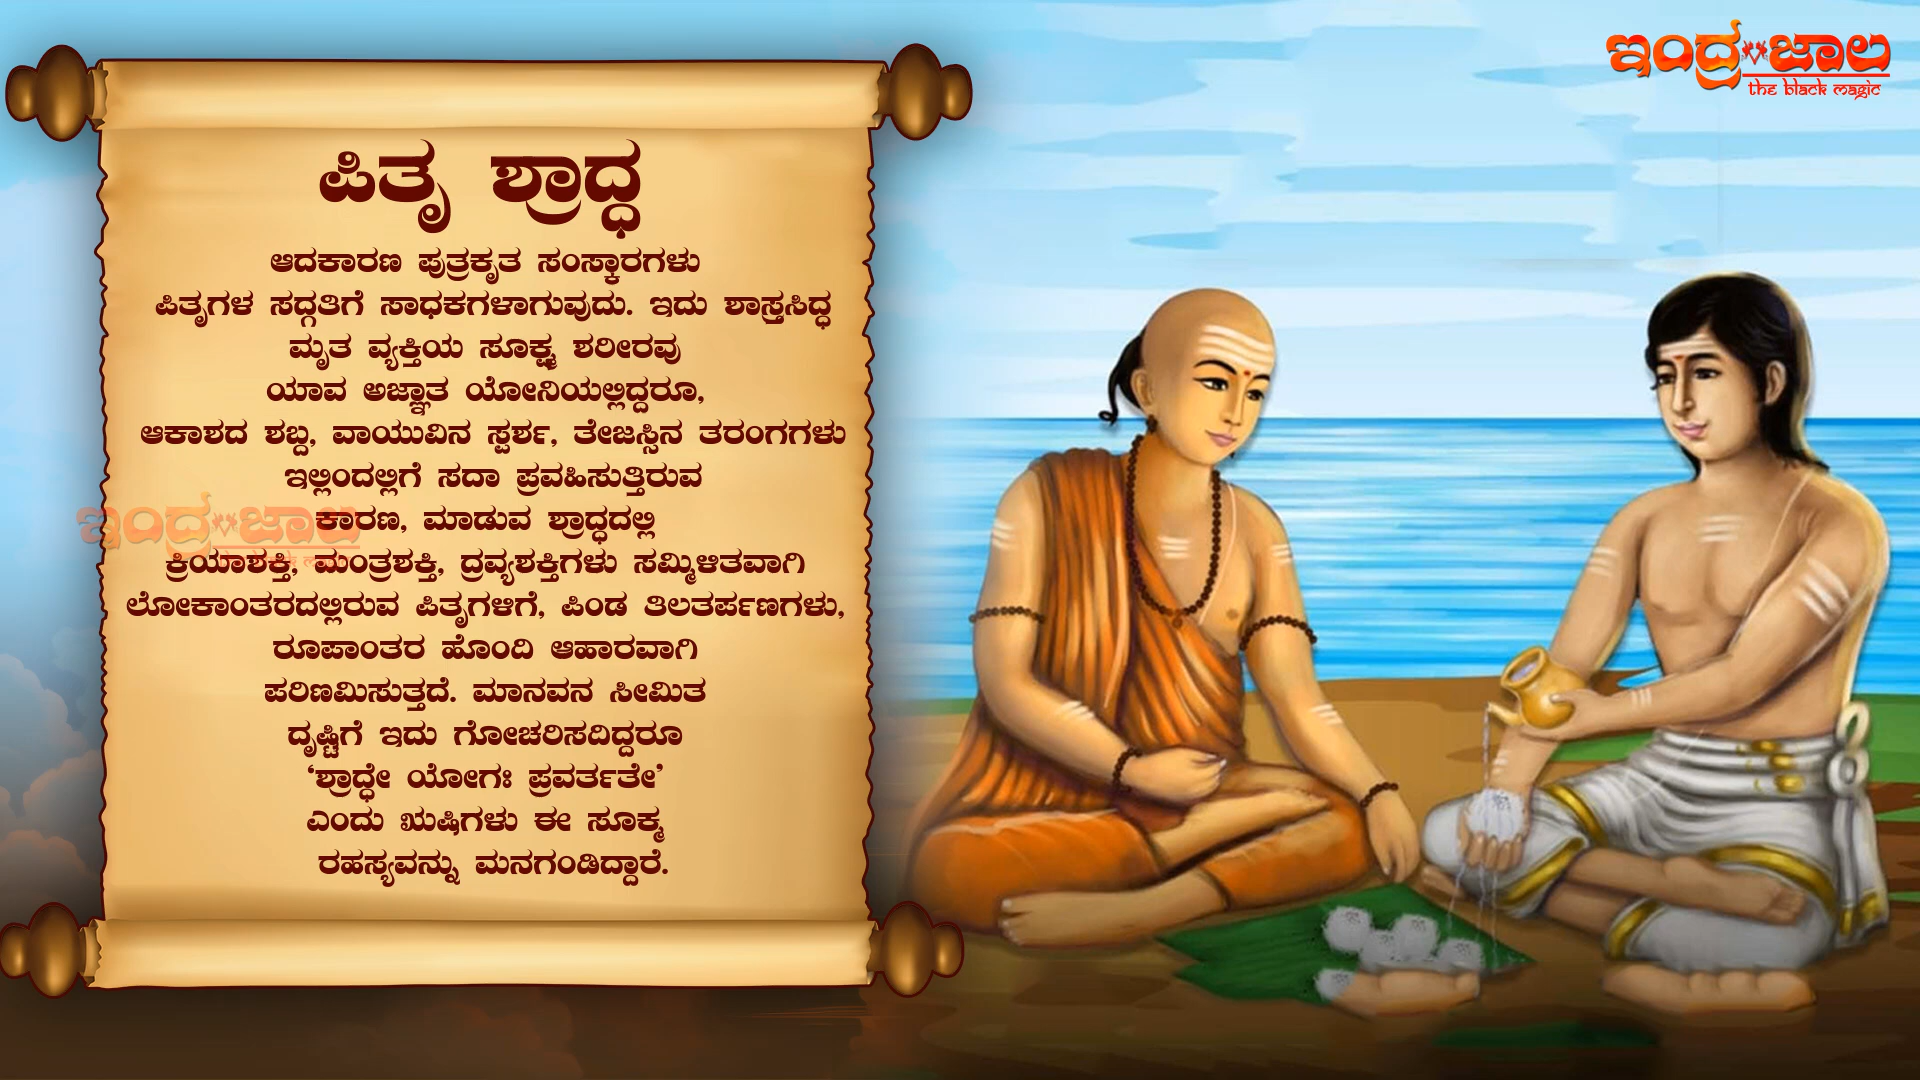 ಇಂದ್ರಜಾಲ
the black magic
ಪಿತೃ ಶ್ರಾದ್ಧ
ಆದಕಾರಣ ಪುತ್ರಕೃತ ಸಂಸ್ಕಾರಗಳು
ಪಿತೃಗಳ ಸದ್ಗತಿಗೆ ಸಾಧಕಗಳಾಗುವುದು. ಇದು ಶಾಸ್ತ್ರಸಿದ್ಧ
ಮೃತ ವ್ಯಕ್ತಿಯ ಸೂಕ್ಷ್ಮ ಶರೀರವು
ಯಾವ ಅಜ್ಞಾತ ಯೋನಿಯಲ್ಲಿದ್ದರೂ,
ಆಕಾಶದ ಶಬ್ದ, ವಾಯುವಿನ ಸ್ಪರ್ಶ, ತೇಜಸ್ಸಿನ ತರಂಗಗಳು
ಇಲ್ಲಿಂದಲ್ಲಿಗೆ ಸದಾ ಪ್ರವಹಿಸುತ್ತಿರುವ
ಕಾರಣ, ಮಾಡುವ ಶ್ರಾದ್ಧದಲ್ಲಿ
ಕ್ರಿಯಾಶಕ್ತಿ, ಮಂತ್ರಶಕ್ತಿ, ದ್ರವ್ಯಶಕ್ತಿಗಳು ಸಮ್ಮಿಳಿತವಾಗಿ
ಲೋಕಾಂತರದಲ್ಲಿರುವ ಪಿತೃಗಳಿಗೆ, ಪಿಂಡ ತಿಲತರ್ಪಣಗಳು,
ರೂಪಾಂತರ ಹೊಂದಿ ಆಹಾರವಾಗಿ
ಪರಿಣಮಿಸುತ್ತದೆ. ಮಾನವನ ಸೀಮಿತ
ದೃಷ್ಟಿಗೆ ಇದು ಗೋಚರಿಸದಿದ್ದರೂ
‘ಶ್ರಾದ್ಧೇ ಯೋಗಃ ಪ್ರವರ್ತತೇ’
ಎಂದು ಋಷಿಗಳು ಈ ಸೂಕ್ಮ
ರಹಸ್ಯವನ್ನು ಮನಗಂಡಿದ್ದಾರೆ.
ಇಂದ್ರಜಾಲ